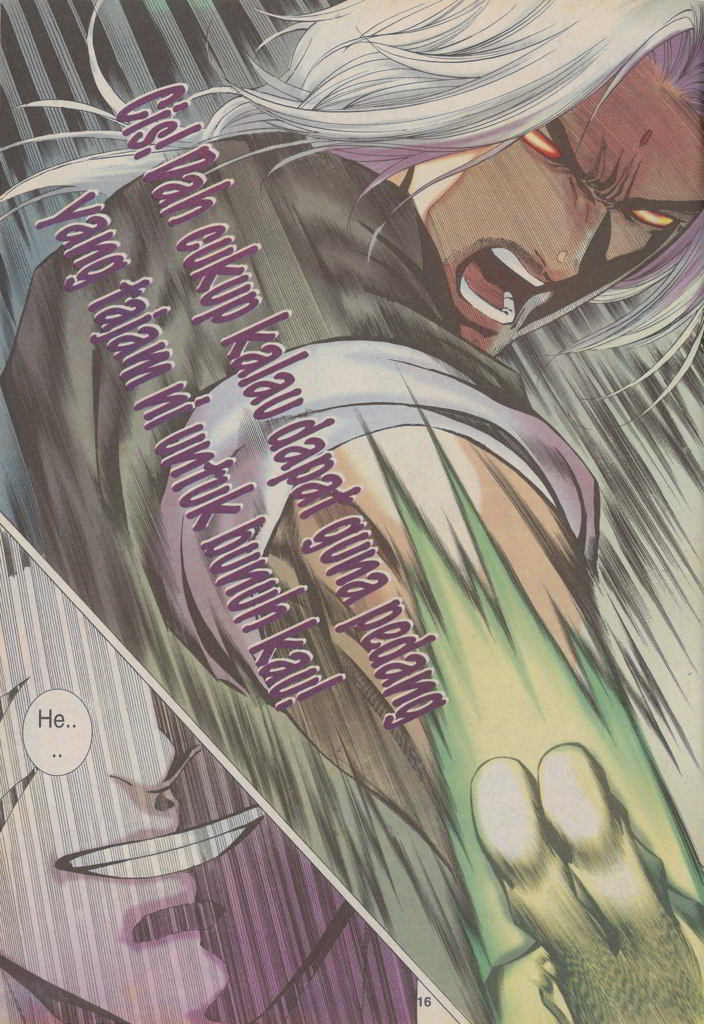 Cis! Dah cukup kalau dapat guna pedang
yang tajam ni untuk bunuh kau!
He..
..
16